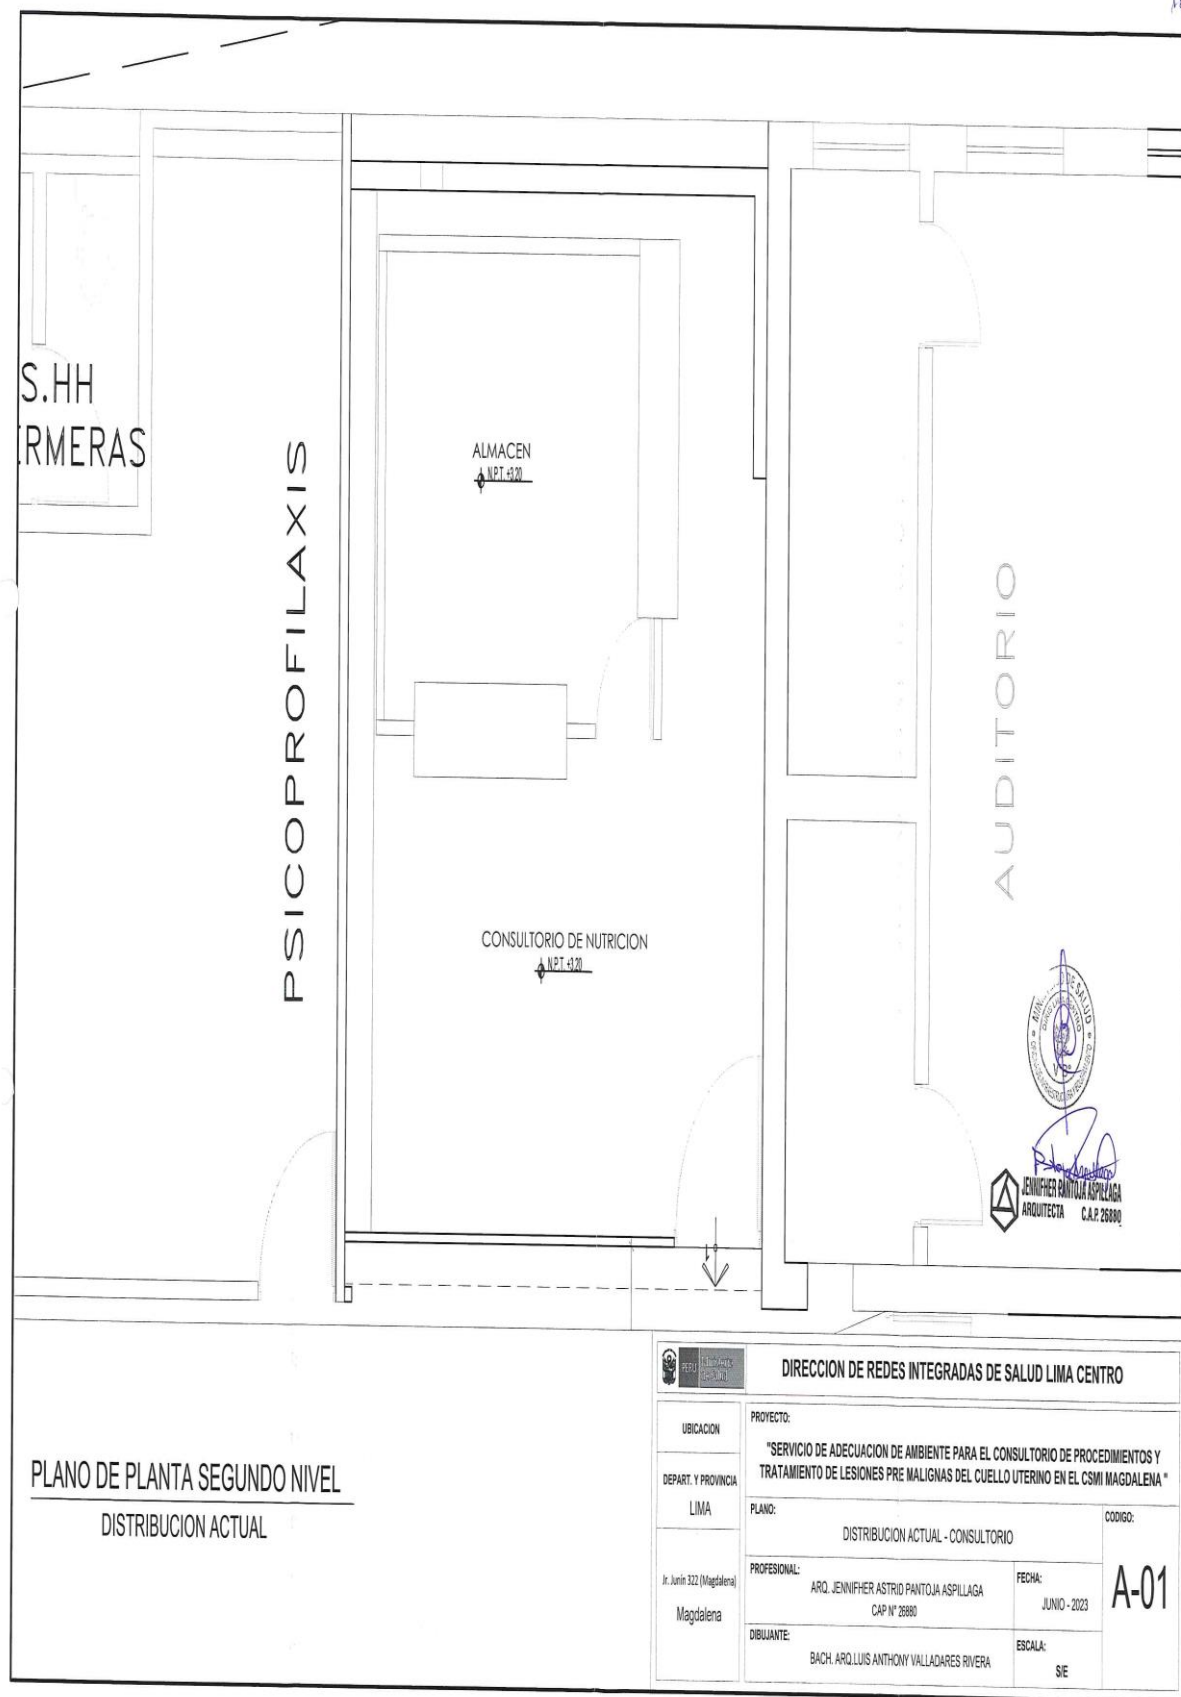 S.HH
ERMERAS
PSICOPROFILAXIS
ALMACEN
N.P.T. +3.20
CONSULTORIO DE NUTRICION
N.P.T. +3.20
AUDITORIO
DE SALUD
JENNIFHER PANTOJA ASPILLAGA
ARQUITECTA C.A.P. 26880
PLANO DE PLANTA SEGUNDO NIVEL
DISTRIBUCION ACTUAL
PERÚ
DIRECCION DE REDES INTEGRADAS DE SALUD LIMA CENTRO
UBICACION
DEPART. Y PROVINCIA
LIMA
Jr. Junin 322 (Magdalena)
Magdalena
PROYECTO:
"SERVICIO DE ADECUACION DE AMBIENTE PARA EL CONSULTORIO DE PROCEDIMIENTOS Y
TRATAMIENTO DE LESIONES PRE MALIGNAS DEL CUELLO UTERINO EN EL CSMI MAGDALENA "
PLANO:
DISTRIBUCION ACTUAL - CONSULTORIO
PROFESIONAL:
ARQ. JENNIFHER ASTRID PANTOJA ASPILLAGA
CAP N° 26880
FECHA:
JUNIO - 2023
DIBUJANTE:
BACH. ARQ.LUIS ANTHONY VALLADARES RIVERA
ESCALA:
S/E
CODIGO:
A-01